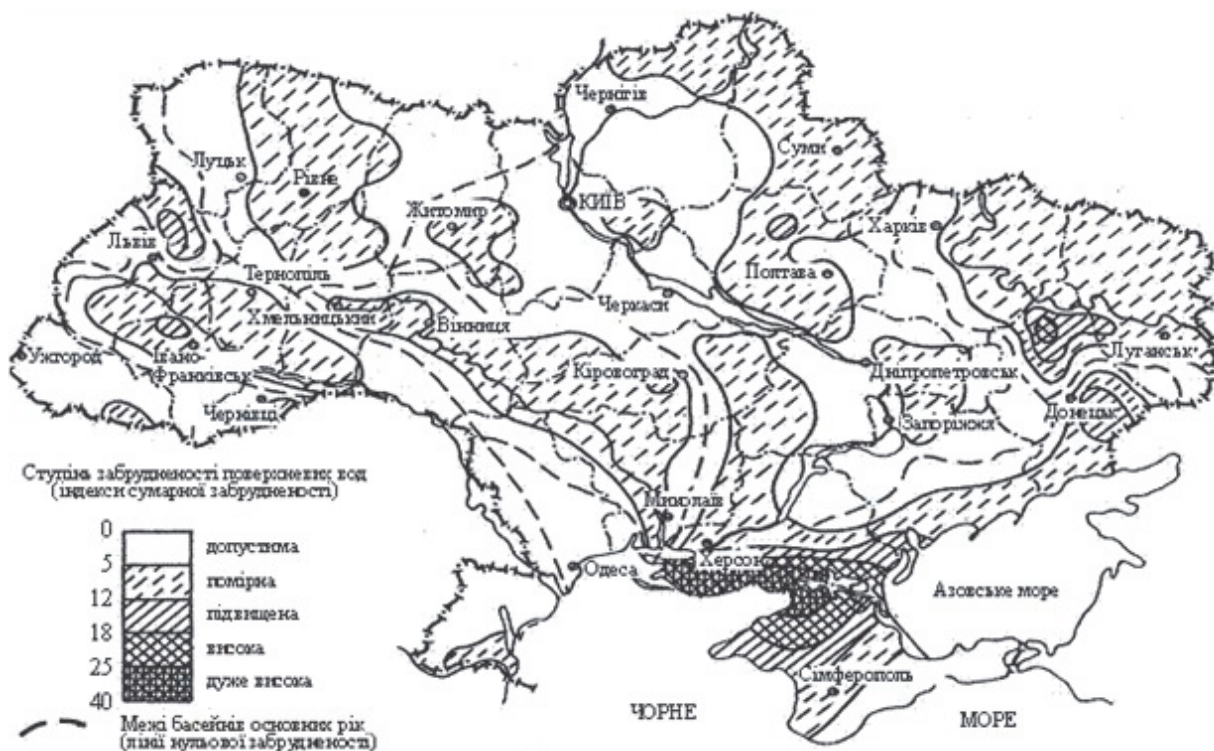 Чернігів
Суми
Луцьк
Рівне
КИЇВ
Житомир
Харків
Львів
Тернопіль
Полтава
Хмельницький
Вінниця
Черкаси
Луганськ
Ужгород
Івано-
Франківськ
Кіровоград
Дніпропетровськ
Чернівці
Донецьк
Запоріжжя
Ступінь забрудненості поверхневих вод
(індекси сумарної забрудненості)
Миколаїв
0
допустима
5
помірна
12
підвищена
18
висока
25
дуже висока
40
Одеса
Херсон
Азовське море
Сімферополь
ЧОРНЕ
МОРЕ
Межі басейнів основних рік
(лінії нульової забрудненості)